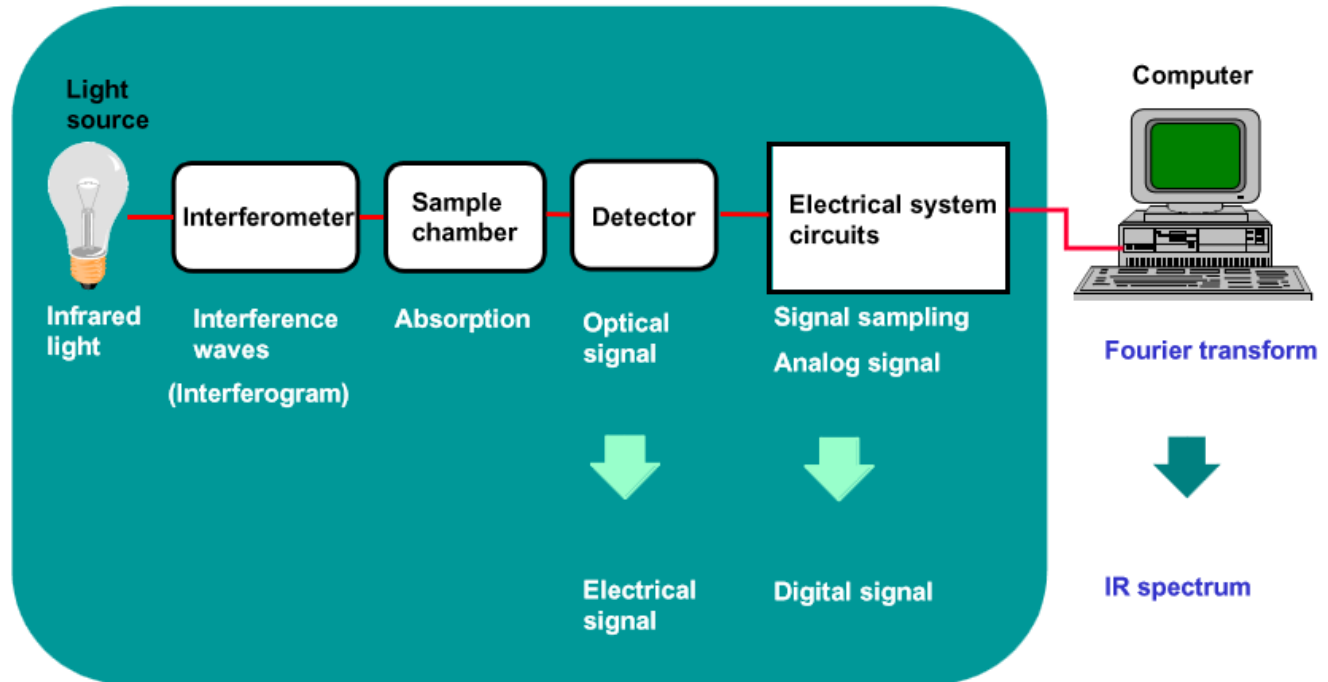 Light
source
Computer
Interferometer
Sample
chamber
Detector
Electrical system
circuits
Infrared
light
Interference
waves
(Interferogram)
Absorption
Optical
signal
Signal sampling
Analog signal
Fourier transform
Electrical
signal
Digital signal
IR spectrum